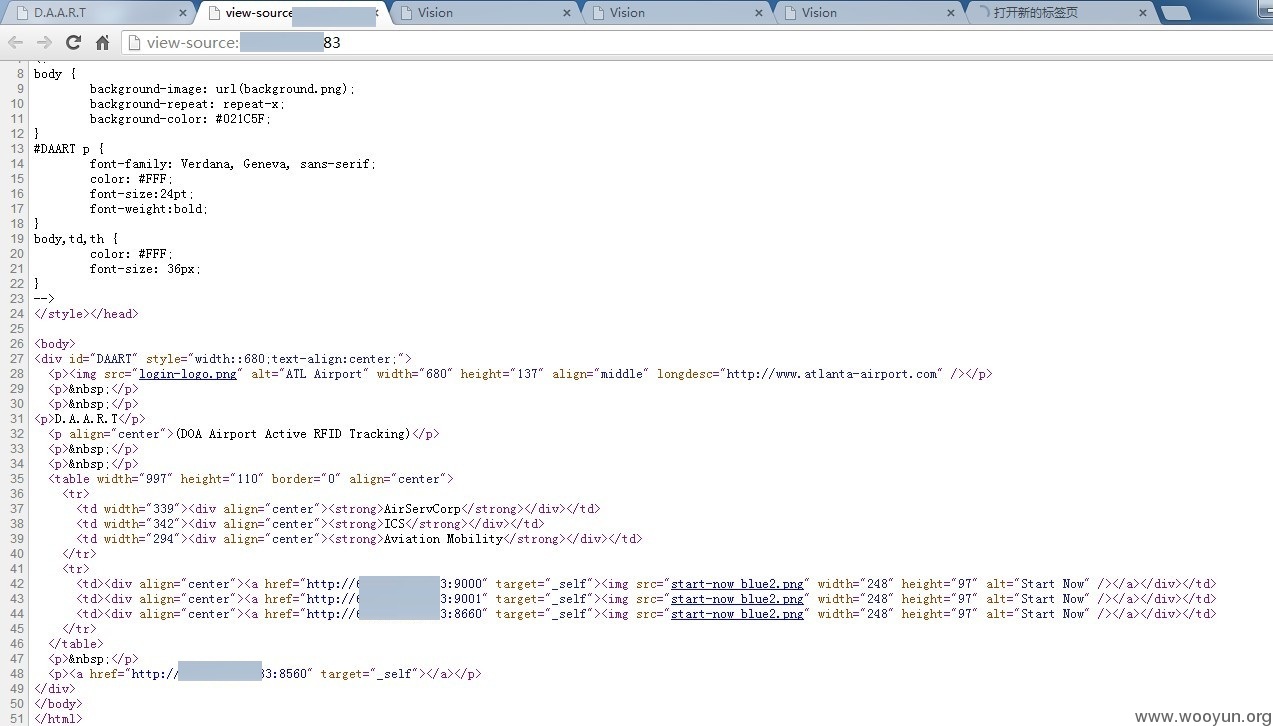 D.A.A.R.T
view-source:
Vision
Vision
Vision
打开新的标签页
view-source: 83
8 body {
9 background-image: url(background.png);
10 background-repeat: repeat-x;
11 background-color: #021C5F;
12 }
13 #DAART p {
14 font-family: Verdana, Geneva, sans-serif;
15 color: #FFF;
16 font-size:24pt;
17 font-weight:bold;
18 }
19 body,td,th {
20 color: #FFF;
21 font-size: 36px;
22 }
23 -->
24 </style></head>
25
26 <body>
27 <div id="DAART" style="width::680;text-align:center;">
28 <p><img src="login-logo.png" alt="ATL Airport" width="680" height="137" align="middle" longdesc="http://www.atlanta-airport.com" /></p>
29 <p>&nbsp;</p>
30 <p>&nbsp;</p>
31 <p>D.A.A.R.T</p>
32 <p align="center">(DOA Airport Active RFID Tracking)</p>
33 <p>&nbsp;</p>
34 <p>&nbsp;</p>
35 <table width="997" height="110" border="0" align="center">
36 <tr>
37 <td width="339"><div align="center"><strong>AirServCorp</strong></div></td>
38 <td width="342"><div align="center"><strong>ICS</strong></div></td>
39 <td width="294"><div align="center"><strong>Aviation Mobility</strong></div></td>
40 </tr>
41 <tr>
42 <td><div align="center"><a href="http://6 3:9000" target="_self"><img src="start-now blue2.png" width="248" height="97" alt="Start Now" /></a></div></td>
43 <td><div align="center"><a href="http://6 3:9001" target="_self"><img src="start-now blue2.png" width="248" height="97" alt="Start Now" /></a></div></td>
44 <td><div align="center"><a href="http://6 3:8660" target="_self"><img src="start-now blue2.png" width="248" height="97" alt="Start Now" /></a></div></td>
45 </tr>
46 </table>
47 <p>&nbsp;</p>
48 <p><a href="http:/ 83:8560" target="_self"></a></p>
49 </div>
50 </body>
51 </html>
www.wooyun.org